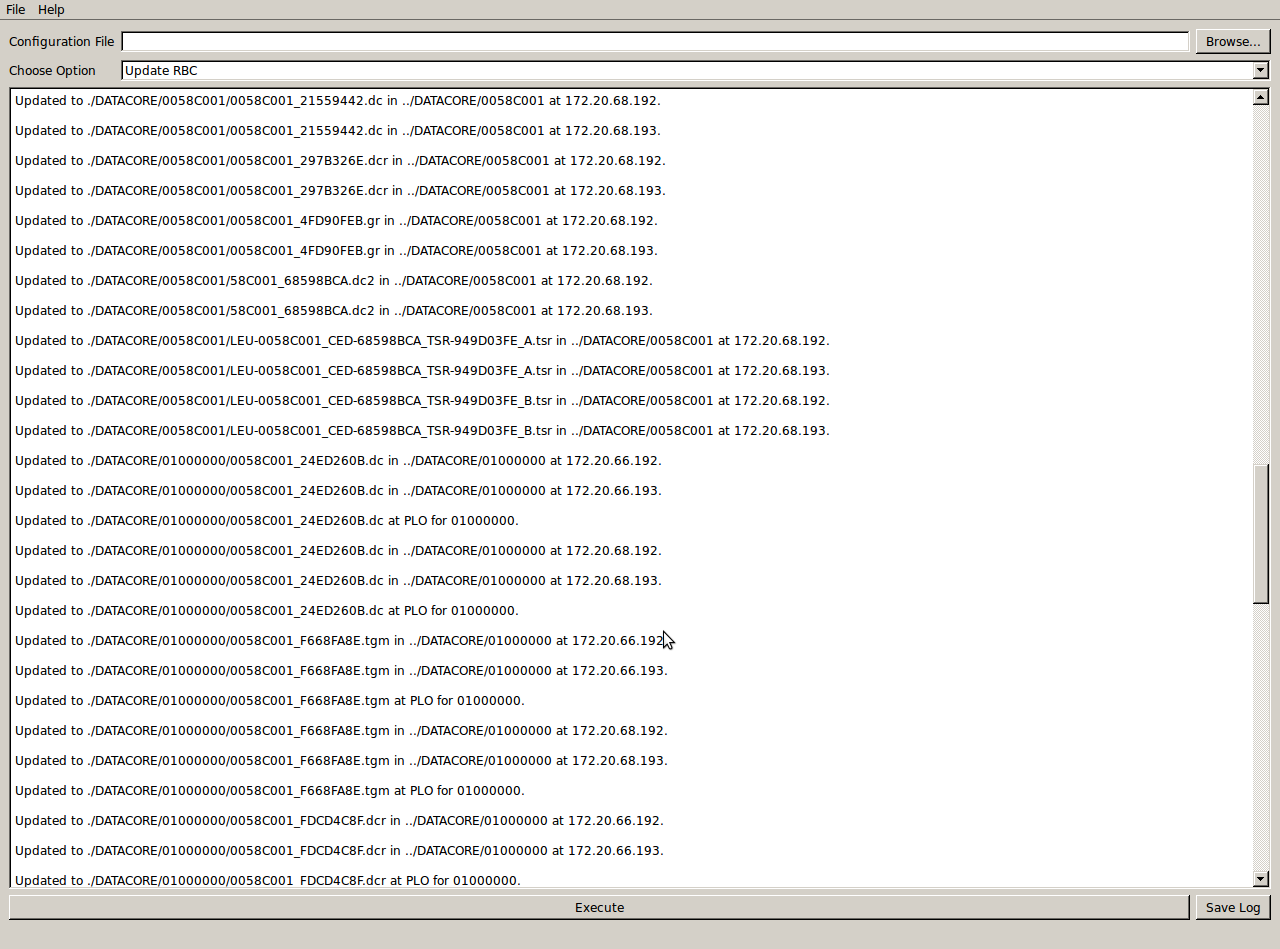 File Help
Configuration File Browse...
Choose Option Update RBC
Updated to ./DATACORE/0058C001/0058C001_21559442.dc in ../DATACORE/0058C001 at 172.20.68.192.
Updated to ./DATACORE/0058C001/0058C001_21559442.dc in ../DATACORE/0058C001 at 172.20.68.193.
Updated to ./DATACORE/0058C001/0058C001_297B326E.dcr in ../DATACORE/0058C001 at 172.20.68.192.
Updated to ./DATACORE/0058C001/0058C001_297B326E.dcr in ../DATACORE/0058C001 at 172.20.68.193.
Updated to ./DATACORE/0058C001/0058C001_4FD90FEB.gr in ../DATACORE/0058C001 at 172.20.68.192.
Updated to ./DATACORE/0058C001/0058C001_4FD90FEB.gr in ../DATACORE/0058C001 at 172.20.68.193.
Updated to ./DATACORE/0058C001/58C001_68598BCA.dc2 in ../DATACORE/0058C001 at 172.20.68.192.
Updated to ./DATACORE/0058C001/58C001_68598BCA.dc2 in ../DATACORE/0058C001 at 172.20.68.193.
Updated to ./DATACORE/0058C001/LEU-0058C001_CED-68598BCA_TSR-949D03FE_A.tsr in ../DATACORE/0058C001 at 172.20.68.192.
Updated to ./DATACORE/0058C001/LEU-0058C001_CED-68598BCA_TSR-949D03FE_A.tsr in ../DATACORE/0058C001 at 172.20.68.193.
Updated to ./DATACORE/0058C001/LEU-0058C001_CED-68598BCA_TSR-949D03FE_B.tsr in ../DATACORE/0058C001 at 172.20.68.192.
Updated to ./DATACORE/0058C001/LEU-0058C001_CED-68598BCA_TSR-949D03FE_B.tsr in ../DATACORE/0058C001 at 172.20.68.193.
Updated to ./DATACORE/01000000/0058C001_24ED260B.dc in ../DATACORE/01000000 at 172.20.66.192.
Updated to ./DATACORE/01000000/0058C001_24ED260B.dc in ../DATACORE/01000000 at 172.20.66.193.
Updated to ./DATACORE/01000000/0058C001_24ED260B.dc at PLO for 01000000.
Updated to ./DATACORE/01000000/0058C001_24ED260B.dc in ../DATACORE/01000000 at 172.20.68.192.
Updated to ./DATACORE/01000000/0058C001_24ED260B.dc in ../DATACORE/01000000 at 172.20.68.193.
Updated to ./DATACORE/01000000/0058C001_24ED260B.dc at PLO for 01000000.
Updated to ./DATACORE/01000000/0058C001_F668FA8E.tgm in ../DATACORE/01000000 at 172.20.66.192
Updated to ./DATACORE/01000000/0058C001_F668FA8E.tgm in ../DATACORE/01000000 at 172.20.66.193.
Updated to ./DATACORE/01000000/0058C001_F668FA8E.tgm at PLO for 01000000.
Updated to ./DATACORE/01000000/0058C001_F668FA8E.tgm in ../DATACORE/01000000 at 172.20.68.192.
Updated to ./DATACORE/01000000/0058C001_F668FA8E.tgm in ../DATACORE/01000000 at 172.20.68.193.
Updated to ./DATACORE/01000000/0058C001_F668FA8E.tgm at PLO for 01000000.
Updated to ./DATACORE/01000000/0058C001_FDCD4C8F.dcr in ../DATACORE/01000000 at 172.20.66.192.
Updated to ./DATACORE/01000000/0058C001_FDCD4C8F.dcr in ../DATACORE/01000000 at 172.20.66.193.
Updated to ./DATACORE/01000000/0058C001_FDCD4C8F.dcr at PLO for 01000000.
Execute Save Log